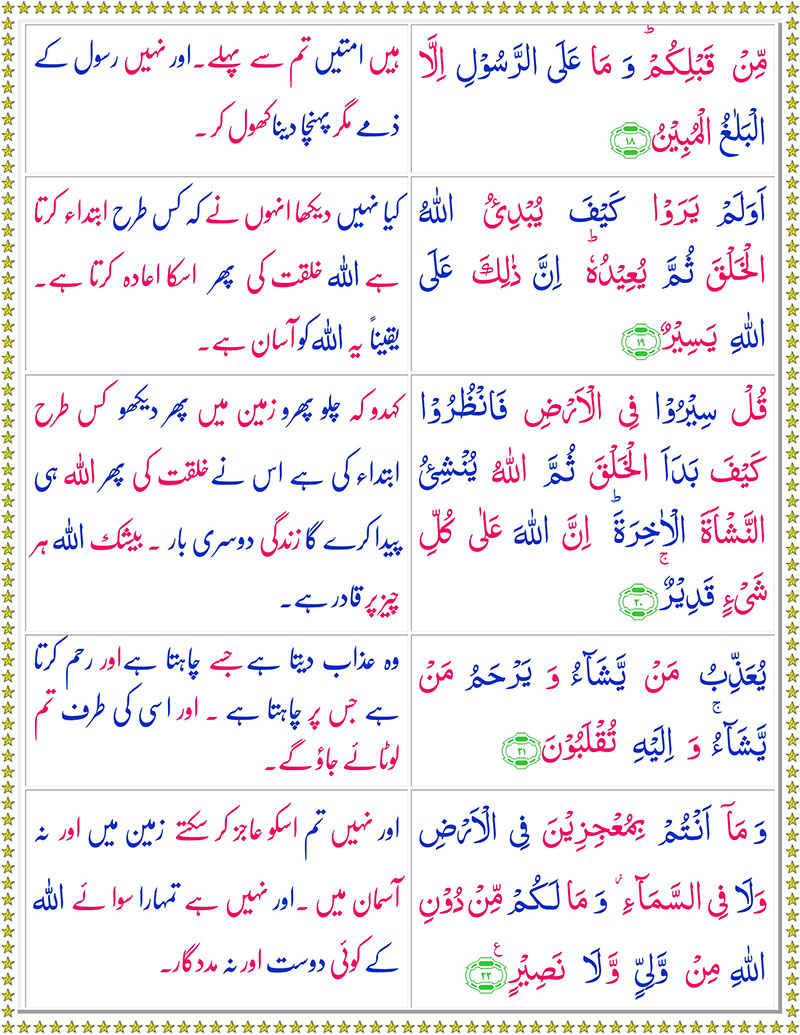 مِّنْ قَبْلِكُمْ ؕ وَ مَا عَلَى الرَّسُوْلِ اِلَّا
الْبَلٰغُ الْمُبِيْنُ ۱۸
ہیں امتیں تم سے پہلے۔اور نہیں رسول کے
ذمے مگر پہنچا دینا کھول کر ۔
اَوَلَمْ يَرَوْا كَيْفَ يُبْدِئُ اللّٰهُ
الْخَلْقَ ثُمَّ يُعِيْدُهٗ ؕ اِنَّ ذٰلِكَ عَلَى
اللّٰهِ يَسِيْرٌ ۱۹
کیا نہیں دیکھا انہوں نے کہ کس طرح ابتداء کرتا
ہے اللہ خلقت کی پھر اسکا اعادہ کرتا ہے۔
یقیناً یہ اللہ کو آسان ہے۔
قُلْ سِيْرُوْا فِى الْاَرْضِ فَانْظُرُوْا
كَيْفَ بَدَاَ الْخَلْقَ ثُمَّ اللّٰهُ يُنْشِئُ
النَّشْاَةَ الْاٰخِرَةَ ؕ اِنَّ اللّٰهَ عَلٰى كُلِّ
شَىْءٍ قَدِيْرٌ ۚ ۲۰
کہدو کہ چلو پھرو زمین میں پھر دیکھو کس طرح
ابتداء کی ہے اس نے خلقت کی پھر اللہ ہی
پیدا کرے گا زندگی دوسری بار ۔ بیشک اللہ ہر
چیز پر قادر ہے۔
يُعَذِّبُ مَنْ يَّشَآءُ وَ يَرْحَمُ مَنْ
يَّشَآءُ ۚ وَ اِلَيْهِ تُقْلَبُوْنَ ۲۱
وہ عذاب دیتا ہے جسے چاہتا ہے اور رحم کرتا
ہے جس پر چاہتا ہے ۔ اور اسی کی طرف تم
لوٹائے جاؤ گے۔
وَ مَاۤ اَنْتُمْ بِمُعْجِزِيْنَ فِى الْاَرْضِ
وَلَا فِى السَّمَآءِ ؗ وَ مَا لَكُمْ مِّنْ دُوْنِ
اللّٰهِ مِنْ وَّلِىٍّ وَّلَا نَصِيْرٍ ع ۲۲
اور نہیں تم اسکو عاجز کر سکتے زمین میں اور نہ
آسمان میں ۔اور نہیں ہے تمہارا سوائے اللہ
کے کوئی دوست اور نہ مددگار۔